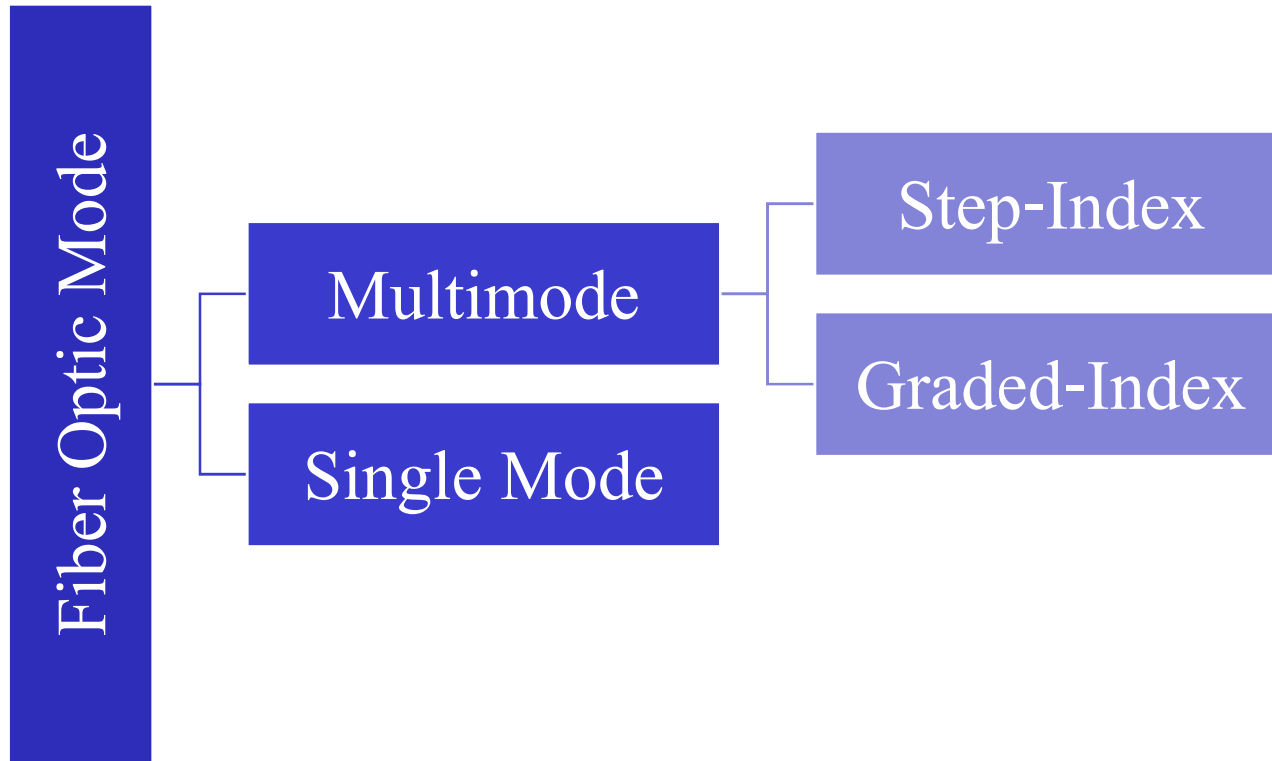 Fiber Optic Mode
Multimode
Single Mode
Step-Index
Graded-Index